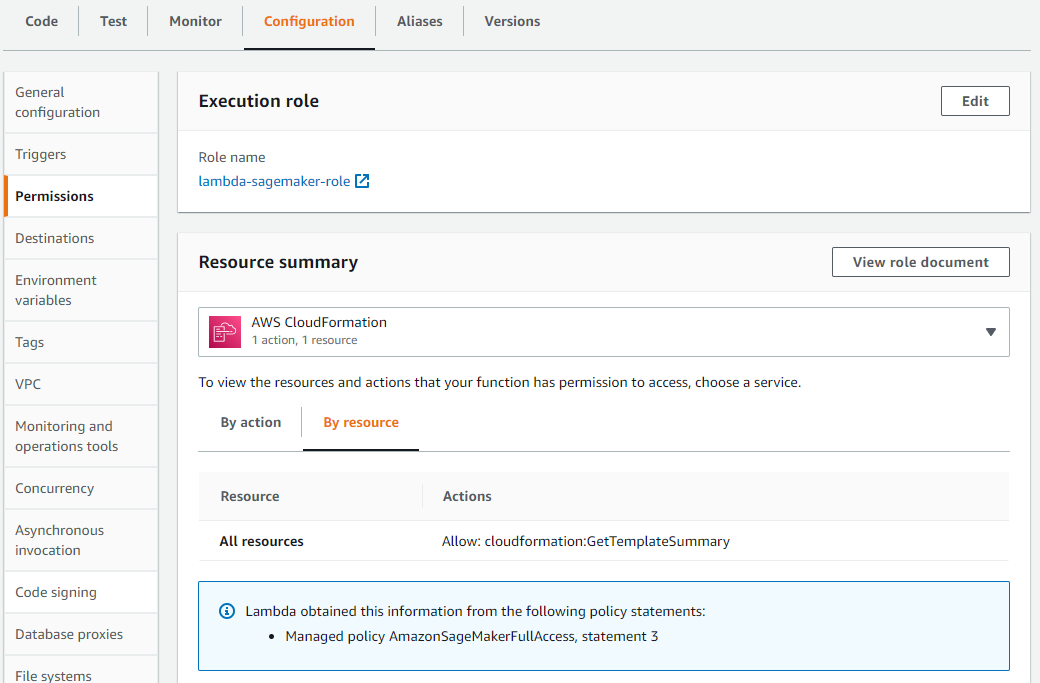 Code
Test
Monitor
Configuration
Aliases
Versions
General
configuration
Triggers
Permissions
Destinations
Environment
variables
Tags
VPC
Monitoring and
operations tools
Concurrency
Asynchronous
invocation
Code signing
Database proxies
File systems
Execution role
Edit
Role name
lambda-sagemaker-role
Resource summary
View role document
AWS CloudFormation
1 action, 1 resource
To view the resources and actions that your function has permission to access, choose a service.
By action
By resource
Resource
Actions
All resources
Allow: cloudformation:GetTemplateSummary
Lambda obtained this information from the following policy statements:
• Managed policy AmazonSageMakerFullAccess, statement 3